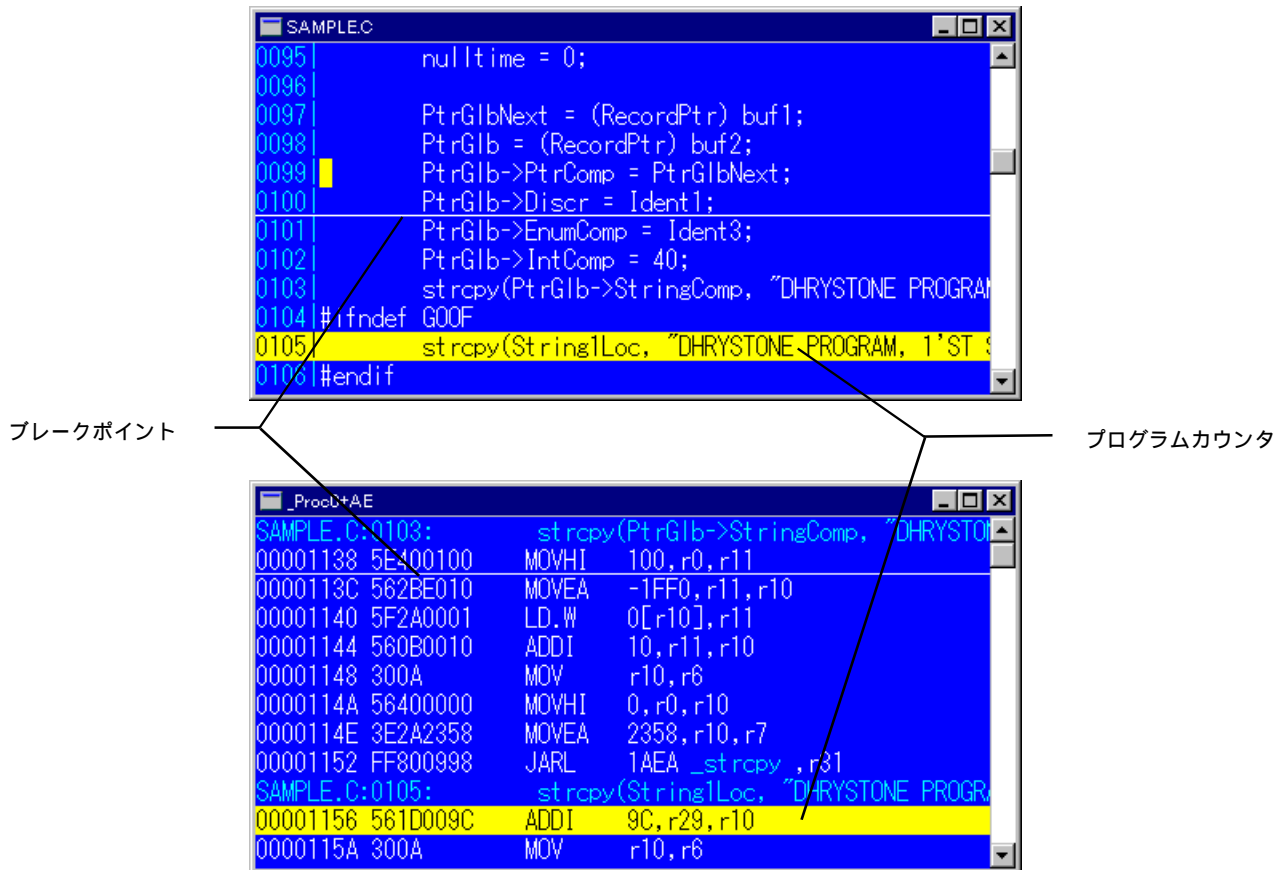 SAMPLE.C
0095| nulltime = 0;
0096|
0097| PtrGlbNext = (RecordPtr) buf1;
0098| PtrGlb = (RecordPtr) buf2;
0099| PtrGlb->PtrComp = PtrGlbNext;
0100| PtrGlb->Discr = Ident1;
0101| PtrGlb->EnumComp = Ident3;
0102| PtrGlb->IntComp = 40;
0103| strcpy(PtrGlb->StringComp, "DHRYSTONE PROGRAM
0104|#ifndef GOOF
0105| strcpy(String1Loc, "DHRYSTONE PROGRAM, 1'ST S
0106|#endif
ブレークポイント
プログラムカウンタ
_Proc0+AE
SAMPLE.C:0103: strcpy(PtrGlb->StringComp, "DHRYSTON
00001138 5E400100 MOVHI 100,r0,r11
0000113C 562BE010 MOVEA -1FF0,r11,r10
00001140 5F2A0001 LD.W 0[r10],r11
00001144 560B0010 ADDI 10,r11,r10
00001148 300A MOV r10,r6
0000114A 56400000 MOVHI 0,r0,r10
0000114E 3E2A2358 MOVEA 2358,r10,r7
00001152 FF800998 JARL 1AEA _strcpy ,r31
SAMPLE.C:0105: strcpy(String1Loc, "DHRYSTONE PROGRA
00001156 561D009C ADDI 9C,r29,r10
0000115A 300A MOV r10,r6